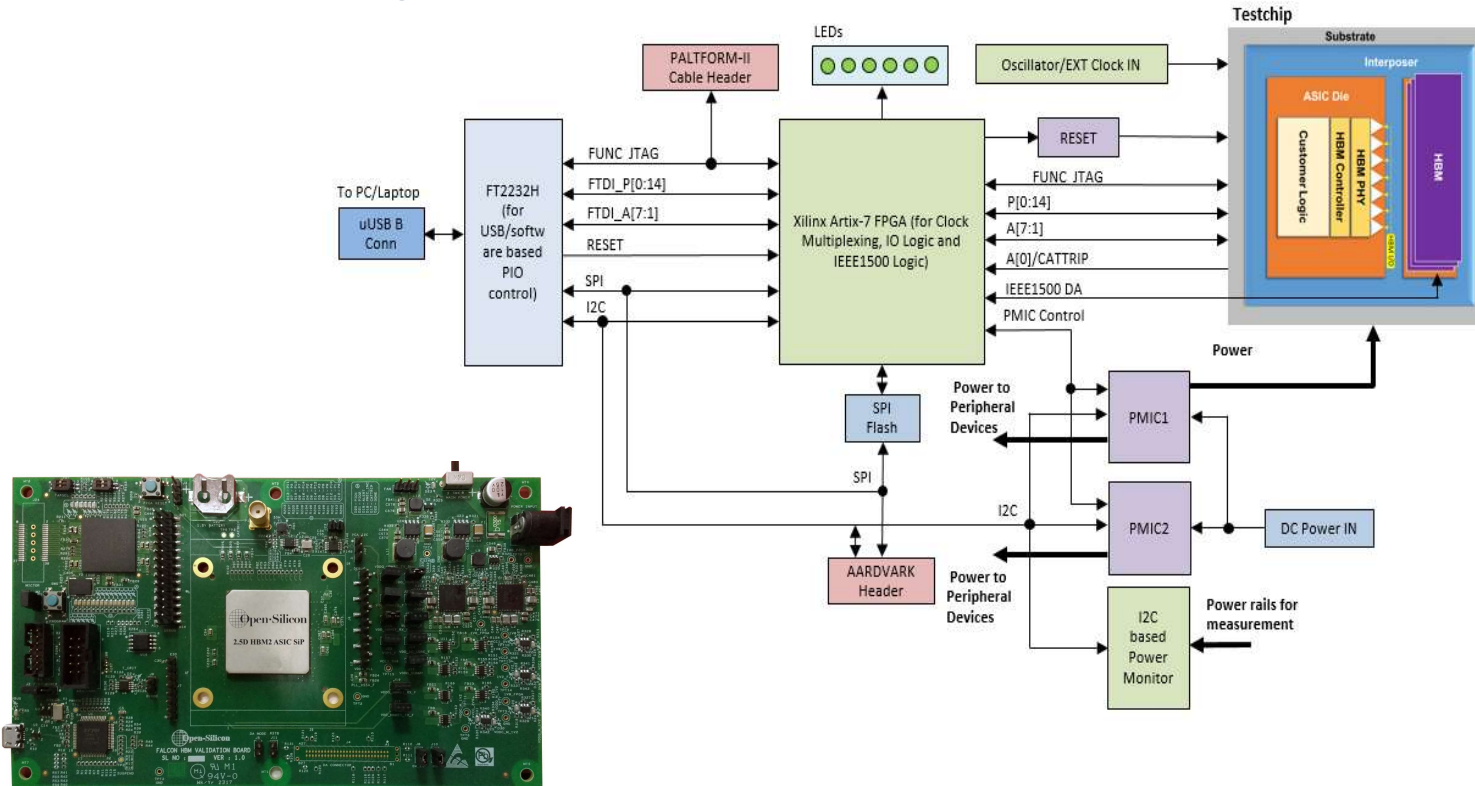 Testchip
LEDs
PALTFORM-II
Cable Header
Oscillator/EXT Clock IN
Substrate
Interposer
ASIC Die
Customer Logic
HBM Controller
HBM PHY
HBM I/O
HBM
RESET
To PC/Laptop
uUSB B
Conn
FT2232H
(for
USB/softw
are based
PIO
control)
FUNC JTAG
FTDI_P[0:14]
FTDI_A[7:1]
RESET
SPI
I2C
Xilinx Artix-7 FPGA (for Clock
Multiplexing, IO Logic and
IEEE1500 Logic)
FUNC JTAG
P[0:14]
A[7:1]
A[0]/CATTRIP
IEEE1500 DA
PMIC Control
Power
SPI
Flash
Power to
Peripheral
Devices
PMIC1
SPI
I2C
PMIC2
DC Power IN
AARDVARK
Header
Power to
Peripheral
Devices
I2C
based
Power
Monitor
Power rails for
measurement
Open-Silicon
2.5D HBM2 ASIC SiP
Open-Silicon
FALCON HBM VALIDATION BOARD
SL NO : VER : 1.0
94V-0